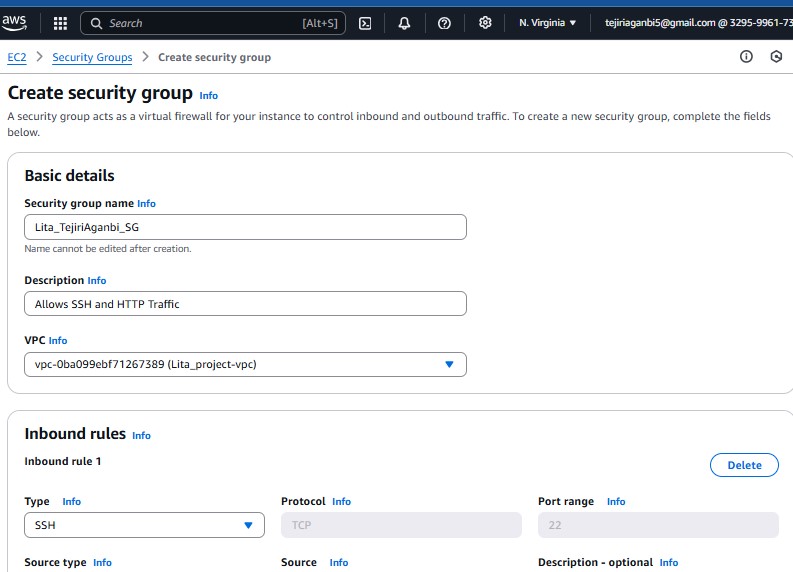 aws Search [Alt+S] N. Virginia tejiriaganbi5@gmail.com @ 3295-9961-73
EC2 > Security Groups > Create security group
Create security group Info
A security group acts as a virtual firewall for your instance to control inbound and outbound traffic. To create a new security group, complete the fields
below.
Basic details
Security group name Info
Lita_TejiriAganbi_SG
Name cannot be edited after creation.
Description Info
Allows SSH and HTTP Traffic
VPC Info
vpc-0ba099ebf71267389 (Lita_project-vpc)
Inbound rules Info
Inbound rule 1 Delete
Type Info Protocol Info Port range Info
SSH TCP 22
Source type Info Source Info Description - optional Info